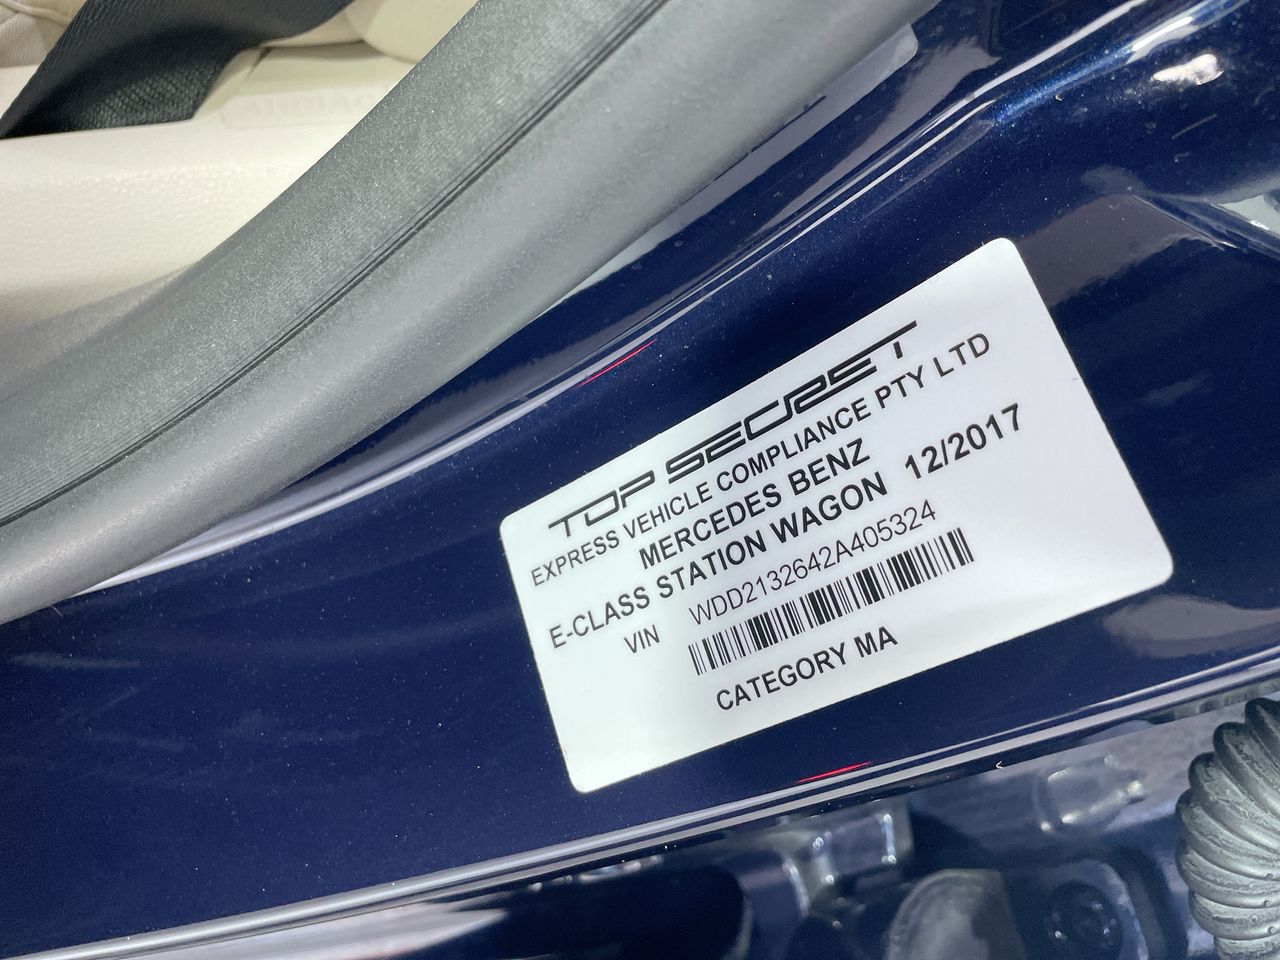 TOP SECRET
EXPRESS VEHICLE COMPLIANCE PTY LTD
MERCEDES BENZ
E-CLASS STATION WAGON 12/2017
VIN WDD2132642A405324
CATEGORY MA